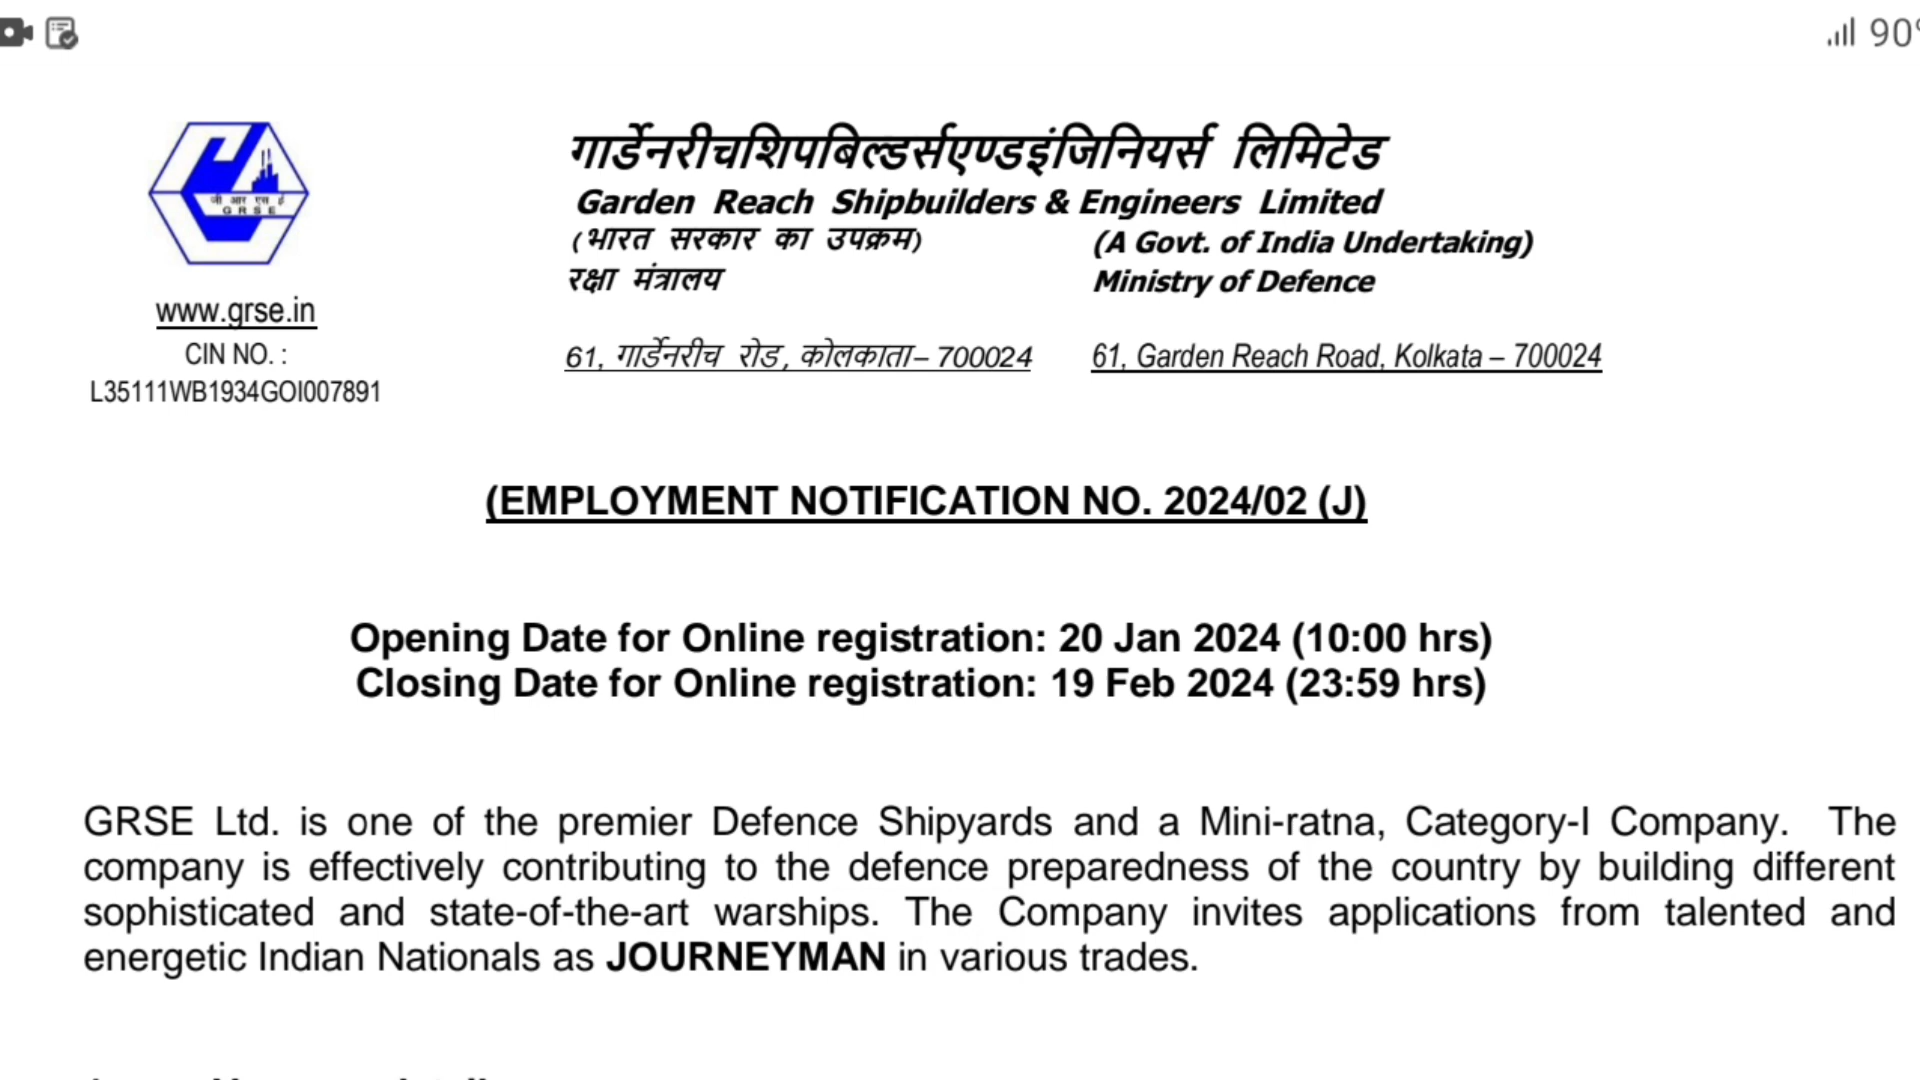 90
जी आर एस ई
G R S E
गार्डेनरीचशिपबिल्डर्सएण्डइंजिनियर्स लिमिटेड
Garden Reach Shipbuilders & Engineers Limited
(भारत सरकार का उपक्रम) (A Govt. of India Undertaking)
रक्षा मंत्रालय Ministry of Defence
www.grse.in
CIN NO. :
L35111WB1934GOI007891
61, गार्डेनरीच रोड, कोलकाता– 700024 61, Garden Reach Road, Kolkata – 700024
(EMPLOYMENT NOTIFICATION NO. 2024/02 (J)
Opening Date for Online registration: 20 Jan 2024 (10:00 hrs)
Closing Date for Online registration: 19 Feb 2024 (23:59 hrs)
GRSE Ltd. is one of the premier Defence Shipyards and a Mini-ratna, Category-I Company. The
company is effectively contributing to the defence preparedness of the country by building different
sophisticated and state-of-the-art warships. The Company invites applications from talented and
energetic Indian Nationals as JOURNEYMAN in various trades.